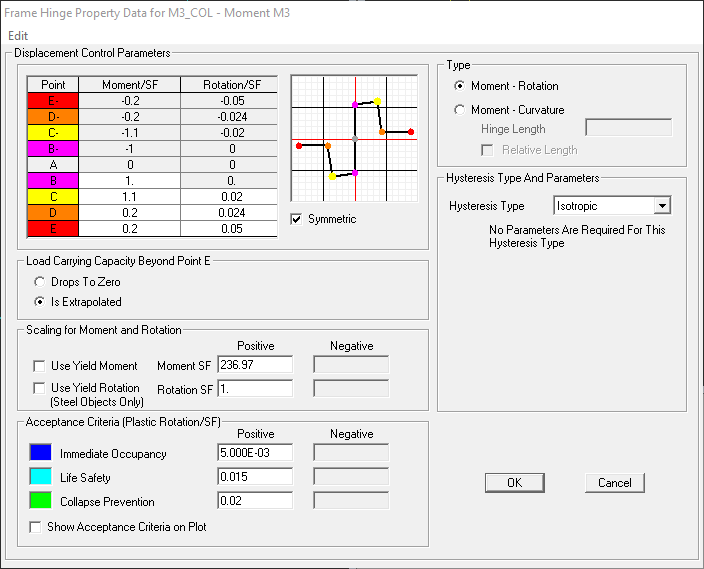 Frame Hinge Property Data for M3_COL - Moment M3
Edit
Displacement Control Parameters
Point Moment/SF Rotation/SF
E- -0.2 -0.05
D- -0.2 -0.024
C- -1.1 -0.02
B- -1 0
A 0 0
B 1. 0.
C 1.1 0.02
D 0.2 0.024
E 0.2 0.05
Symmetric
Load Carrying Capacity Beyond Point E
Drops To Zero
Is Extrapolated
Scaling for Moment and Rotation
Positive Negative
Use Yield Moment Moment SF 236.97
Use Yield Rotation Rotation SF 1.
(Steel Objects Only)
Acceptance Criteria (Plastic Rotation/SF)
Positive Negative
Immediate Occupancy 5.000E-03
Life Safety 0.015
Collapse Prevention 0.02
Show Acceptance Criteria on Plot
Type
Moment - Rotation
Moment - Curvature
Hinge Length
Relative Length
Hysteresis Type And Parameters
Hysteresis Type Isotropic
No Parameters Are Required For This
Hysteresis Type
OK Cancel